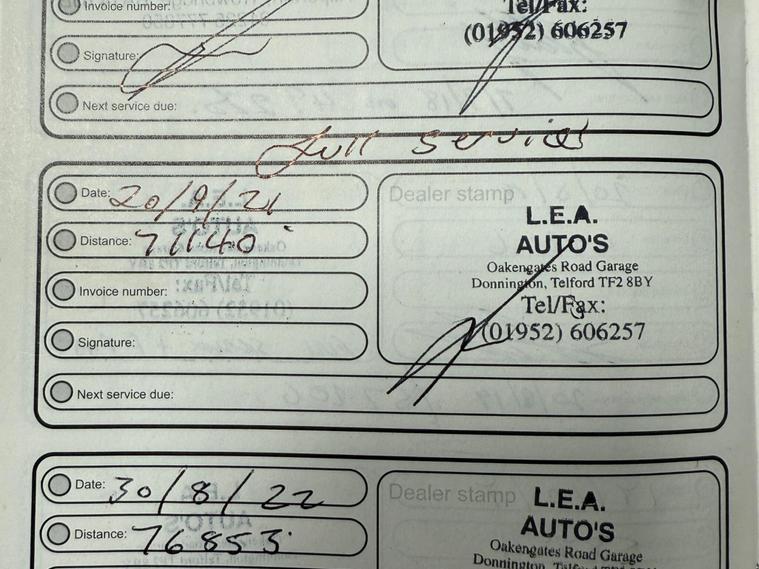 Invoice number:
Tel/Fax:
(01952) 606257
Signature:
Next service due:
full service
Date: 20/9/21
Dealer stamp
L.E.A.
AUTO'S
Distance: 71140
Oakengates Road Garage
Donnington, Telford TF2 8BY
Invoice number:
Tel/Fax:
(01952) 606257
Signature:
Next service due:
Date: 30/8/22
Dealer stamp
L.E.A.
AUTO'S
Distance: 76853
Oakengates Road Garage
Donnington, Telford